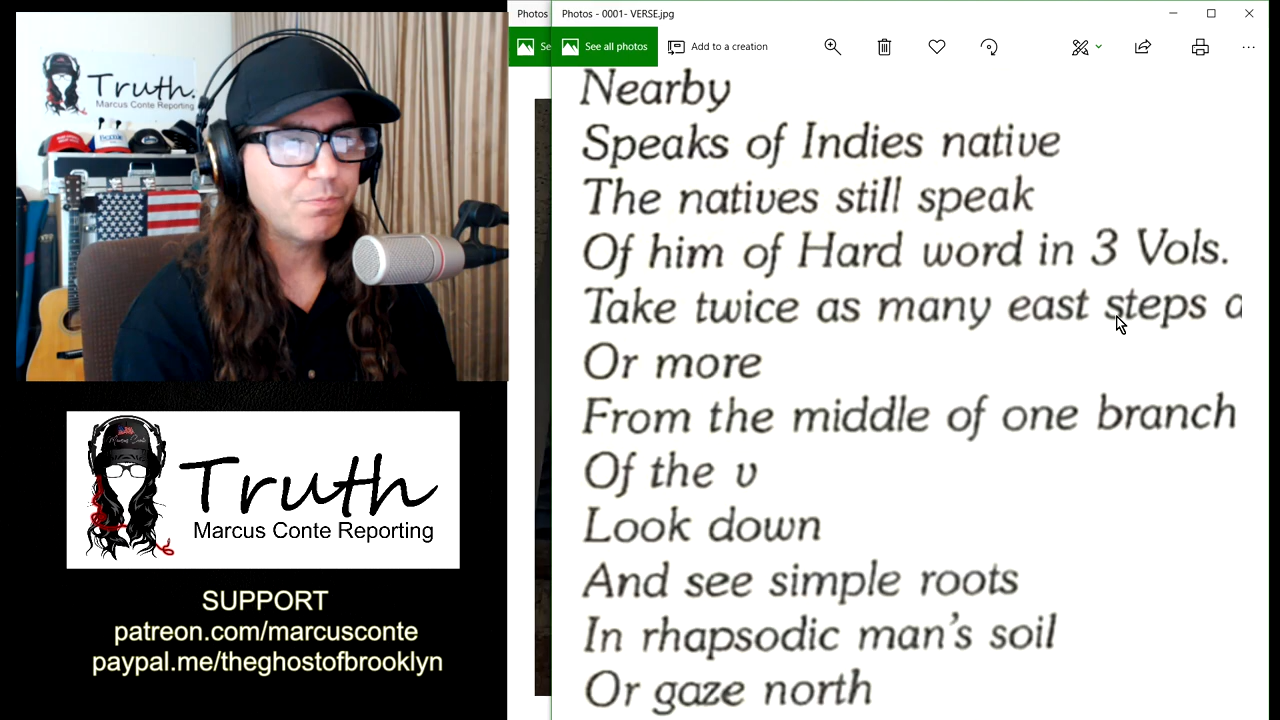 Truth.
Marcus Conte Reporting
Truth
Marcus Conte Reporting
SUPPORT
patreon.com/marcusconte
paypal.me/theghostofbrooklyn
Photos
Photos - 0001- VERSE.jpg
Se
See all photos
Add to a creation
Nearby
Speaks of Indies native
The natives still speak
Of him of Hard word in 3 Vols.
Take twice as many east steps a
Or more
From the middle of one branch
Of the v
Look down
And see simple roots
In rhapsodic man's soil
Or gaze north